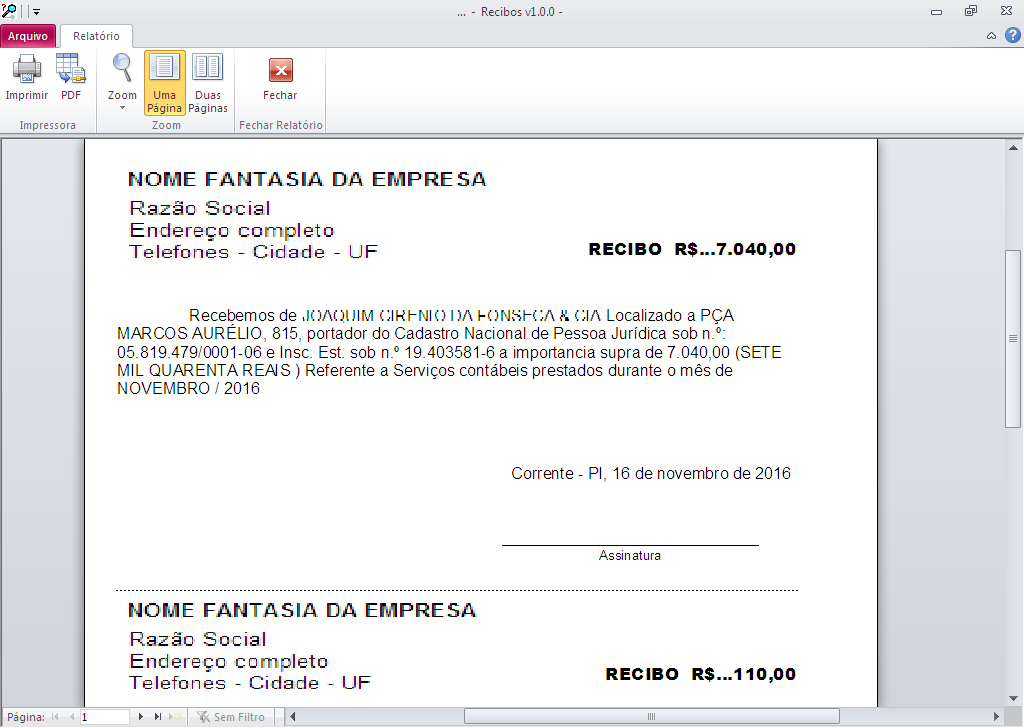 ... - Recibos v1.0.0 -
Arquivo Relatório
Imprimir PDF Zoom Uma Página Duas Páginas Fechar
Impressora Zoom Fechar Relatório
NOME FANTASIA DA EMPRESA
Razão Social
Endereço completo
Telefones - Cidade - UF
RECIBO R$...7.040,00
Recebemos de JOAQUIM CIRENIO DA FONSECA & CIA Localizado a PÇA
MARCOS AURÉLIO, 815, portador do Cadastro Nacional de Pessoa Jurídica sob n.º:
05.819.479/0001-06 e Insc. Est. sob n.º 19.403581-6 a importancia supra de 7.040,00 (SETE
MIL QUARENTA REAIS ) Referente a Serviços contábeis prestados durante o mês de
NOVEMBRO / 2016
Corrente - PI, 16 de novembro de 2016
Assinatura
NOME FANTASIA DA EMPRESA
Razão Social
Endereço completo
Telefones - Cidade - UF
RECIBO R$...110,00
Página: 1 Sem Filtro